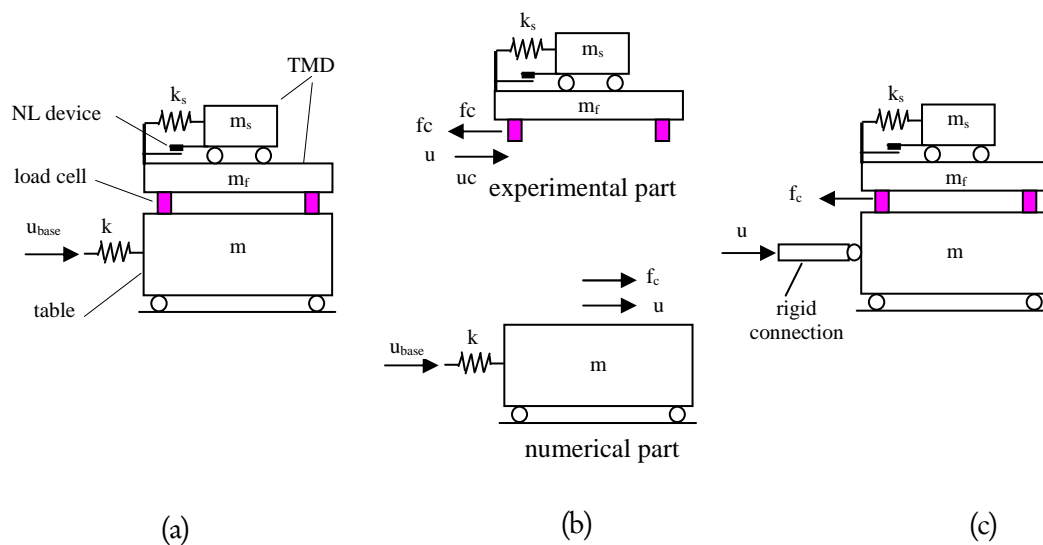 TMD
NL device
k_s
m_s
load cell
m_f
u_base
k
m
table
(a)
k_s
m_s
m_f
fc
fc
u
uc
experimental part
f_c
u
u_base
k
m
numerical part
(b)
k_s
m_s
m_f
f_c
u
m
rigid
connection
(c)